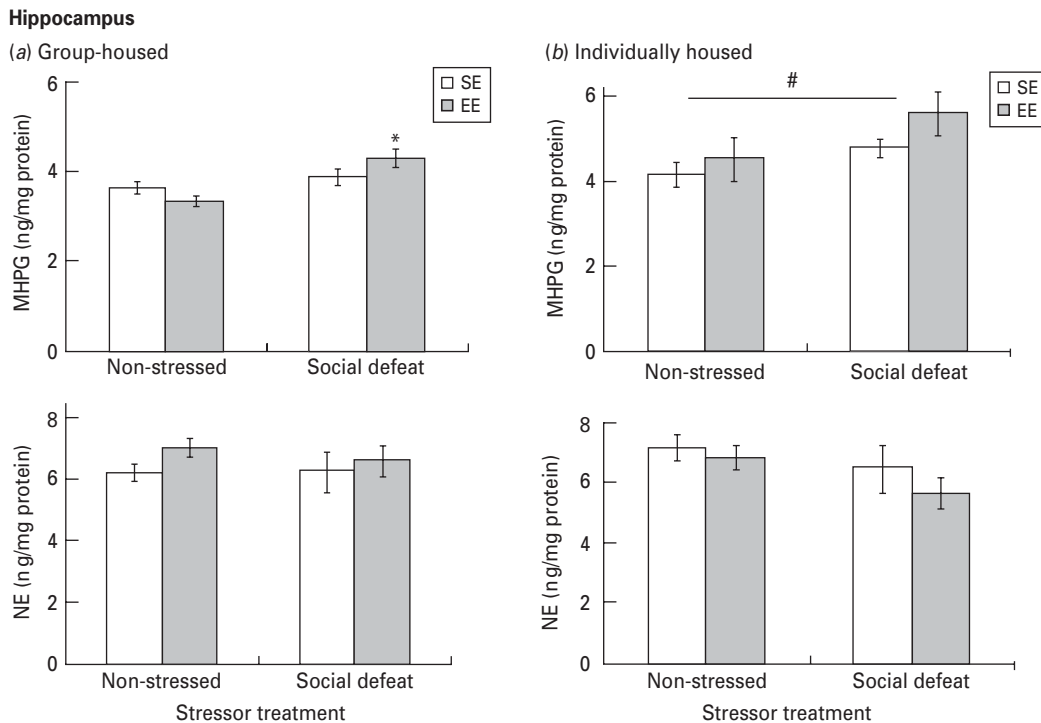 Hippocampus
(a) Group-housed
6
4
2
0
MHPG (ng/mg protein)
SE
EE
*
Non-stressed Social defeat
(b) Individually housed
6
4
2
0
MHPG (ng/mg protein)
#
SE
EE
Non-stressed Social defeat
8
6
4
2
0
NE (ng/mg protein)
Non-stressed Social defeat
Stressor treatment
8
6
4
2
0
NE (ng/mg protein)
Non-stressed Social defeat
Stressor treatment